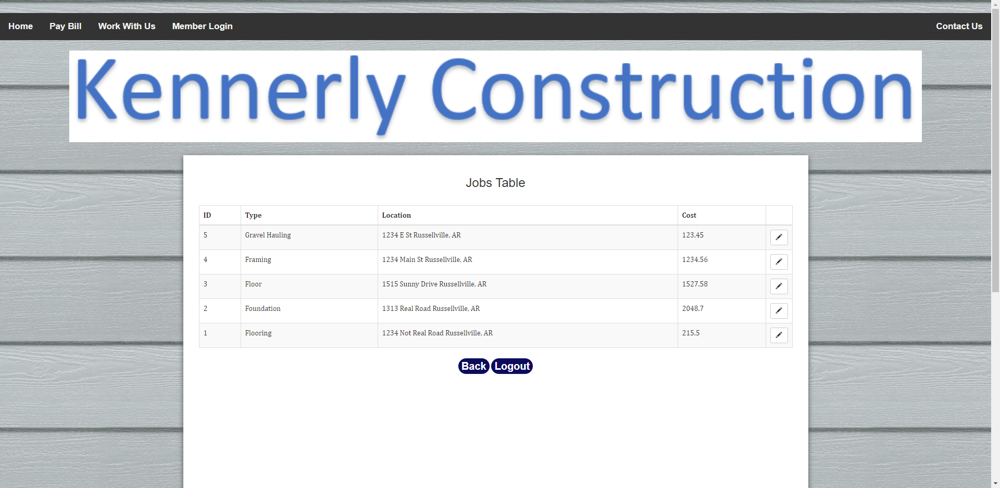 Home Pay Bill Work With Us Member Login Contact Us
Kennerly Construction
Jobs Table
ID Type Location Cost
5 Gravel Hauling 1234 E St Russellville, AR 123.45
4 Framing 1234 Main St Russellville, AR 1234.56
3 Floor 1515 Sunny Drive Russellville, AR 1527.58
2 Foundation 1313 Real Road Russellville, AR 2048.7
1 Flooring 1234 Not Real Road Russellville, AR 215.5
Back Logout